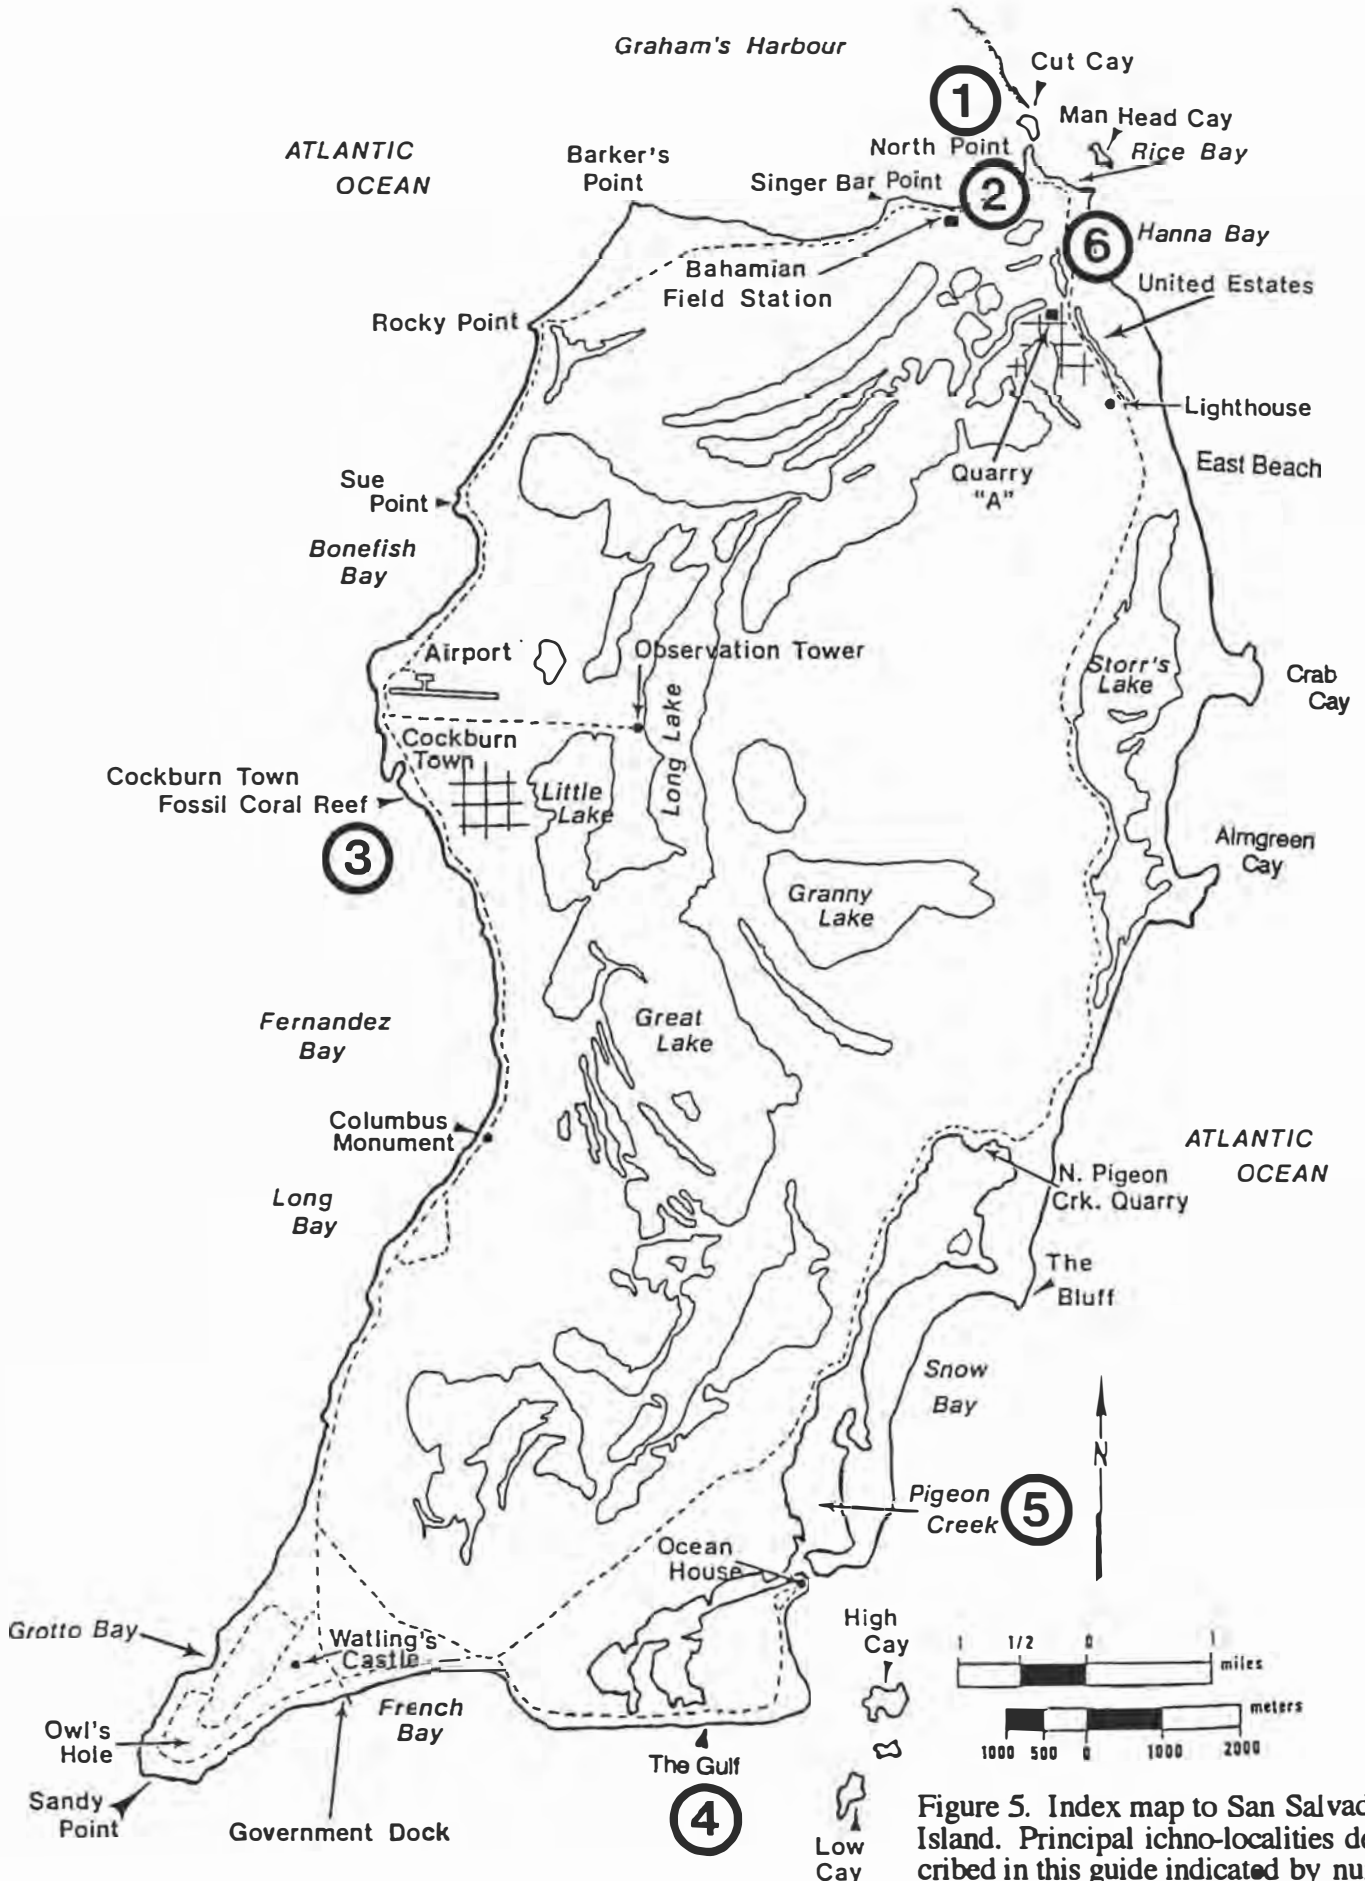 Graham's Harbour
Cut Cay
1
Man Head Cay
North Point
Rice Bay
ATLANTIC
OCEAN
Barker's
Point
Singer Bar Point
2
6
Hanna Bay
Bahamian
Field Station
United Estates
Rocky Point
Lighthouse
East Beach
Quarry
"A"
Sue
Point
Bonefish
Bay
Airport
Observation Tower
Storr's
Lake
Crab
Cay
Long Lake
Cockburn
Town
Cockburn Town
Fossil Coral Reef
Little
Lake
3
Almgreen
Cay
Granny
Lake
Fernandez
Bay
Great
Lake
Columbus
Monument
ATLANTIC
OCEAN
N. Pigeon
Crk. Quarry
Long
Bay
The
Bluff
Snow
Bay
N
Pigeon
Creek
5
Ocean
House
High
Cay
Grotto Bay
Watling's
Castle
1 1/2 0 1
miles
French
Bay
meters
1000 500 0 1000 2000
Owl's
Hole
The Gulf
4
Sandy
Point
Government Dock
Low
Cay
Figure 5. Index map to San Salvad
Island. Principal ichno-localities de
cribed in this guide indicated by nu